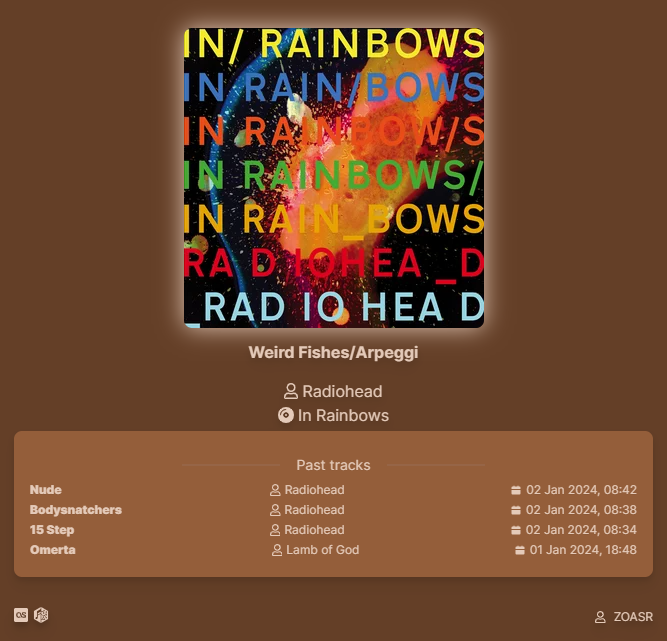 IN/ RAINBOWS
IN RAIN/BOWS
IN RAINBOW/S
IN RAINBOWS/
IN RAIN_BOWS
RA D IOHEA _D
_RAD IO HEA D
Weird Fishes/Arpeggi
Radiohead
In Rainbows
Past tracks
Nude Radiohead 02 Jan 2024, 08:42
Bodysnatchers Radiohead 02 Jan 2024, 08:38
15 Step Radiohead 02 Jan 2024, 08:34
Omerta Lamb of God 01 Jan 2024, 18:48
ZOASR